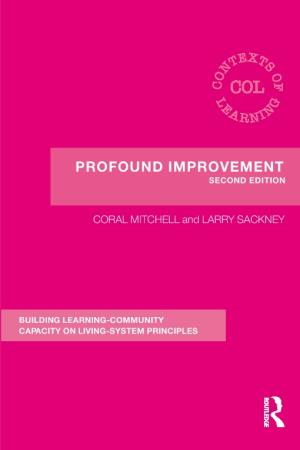 CONTEXTS OF
COL
LEARNING
PROFOUND IMPROVEMENT
SECOND EDITION
CORAL MITCHELL and LARRY SACKNEY
BUILDING LEARNING-COMMUNITY
CAPACITY ON LIVING-SYSTEM PRINCIPLES
ROUTLEDGE